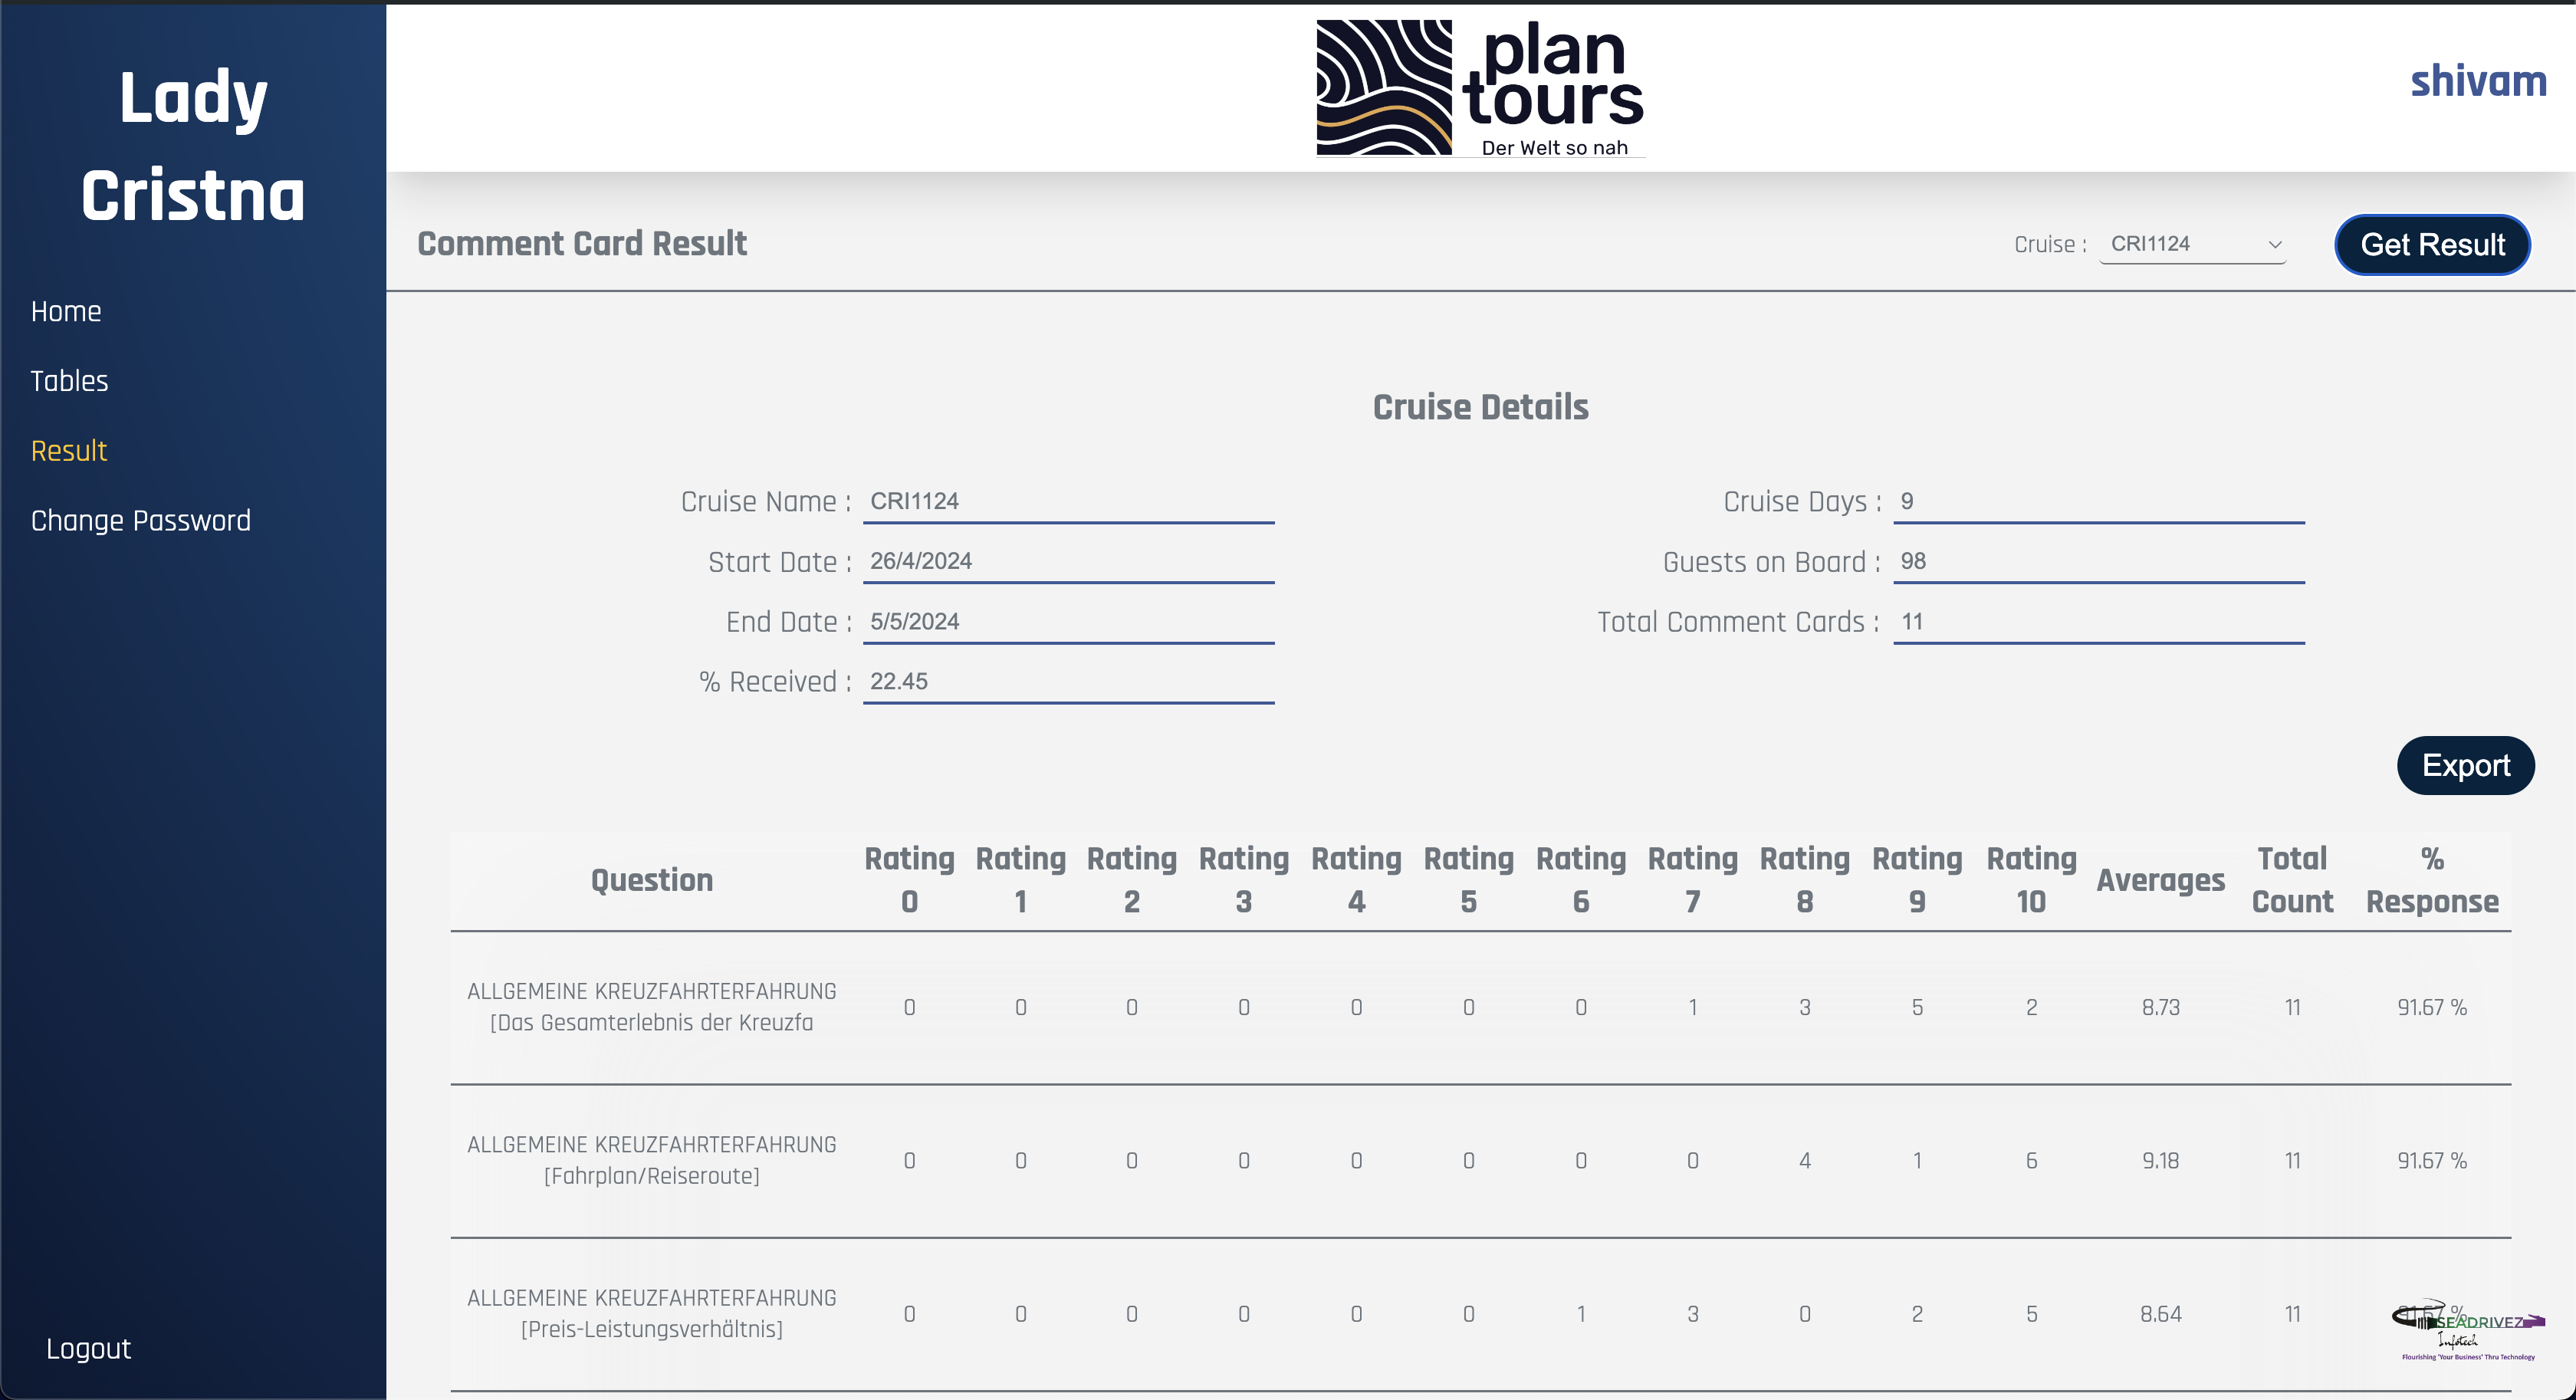 Lady
Cristna
Home
Tables
Result
Change Password
Logout
plan
tours
Der Welt so nah
shivam
Comment Card Result
Cruise : CRI1124
Get Result
Cruise Details
Cruise Name : CRI1124
Cruise Days : 9
Start Date : 26/4/2024
Guests on Board : 98
End Date : 5/5/2024
Total Comment Cards : 11
% Received : 22.45
Export
Question Rating 0 Rating 1 Rating 2 Rating 3 Rating 4 Rating 5 Rating 6 Rating 7 Rating 8 Rating 9 Rating 10 Averages Total Count % Response
ALLGEMEINE KREUZFAHRTERFAHRUNG
[Das Gesamterlebnis der Kreuzfa
0 0 0 0 0 0 0 1 3 5 2 8.73 11 91.67 %
ALLGEMEINE KREUZFAHRTERFAHRUNG
[Fahrplan/Reiseroute]
0 0 0 0 0 0 0 0 4 1 6 9.18 11 91.67 %
ALLGEMEINE KREUZFAHRTERFAHRUNG
[Preis-Leistungsverhältnis]
0 0 0 0 0 0 1 3 0 2 5 8.64 11 91.67 %
SEADRIVEZ
Infotech
Flourishing 'Your Business' Thru Technology